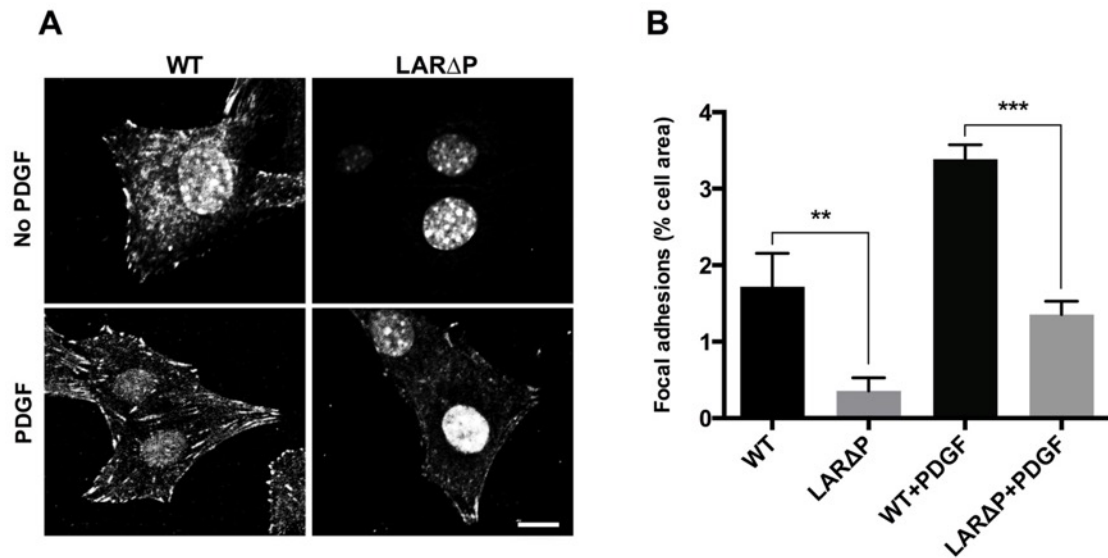 A
WT
LARΔP
No PDGF
PDGF
B
Focal adhesions (% cell area)
4
3
2
1
0
**
***
WT
LARΔP
WT+PDGF
LARΔP+PDGF